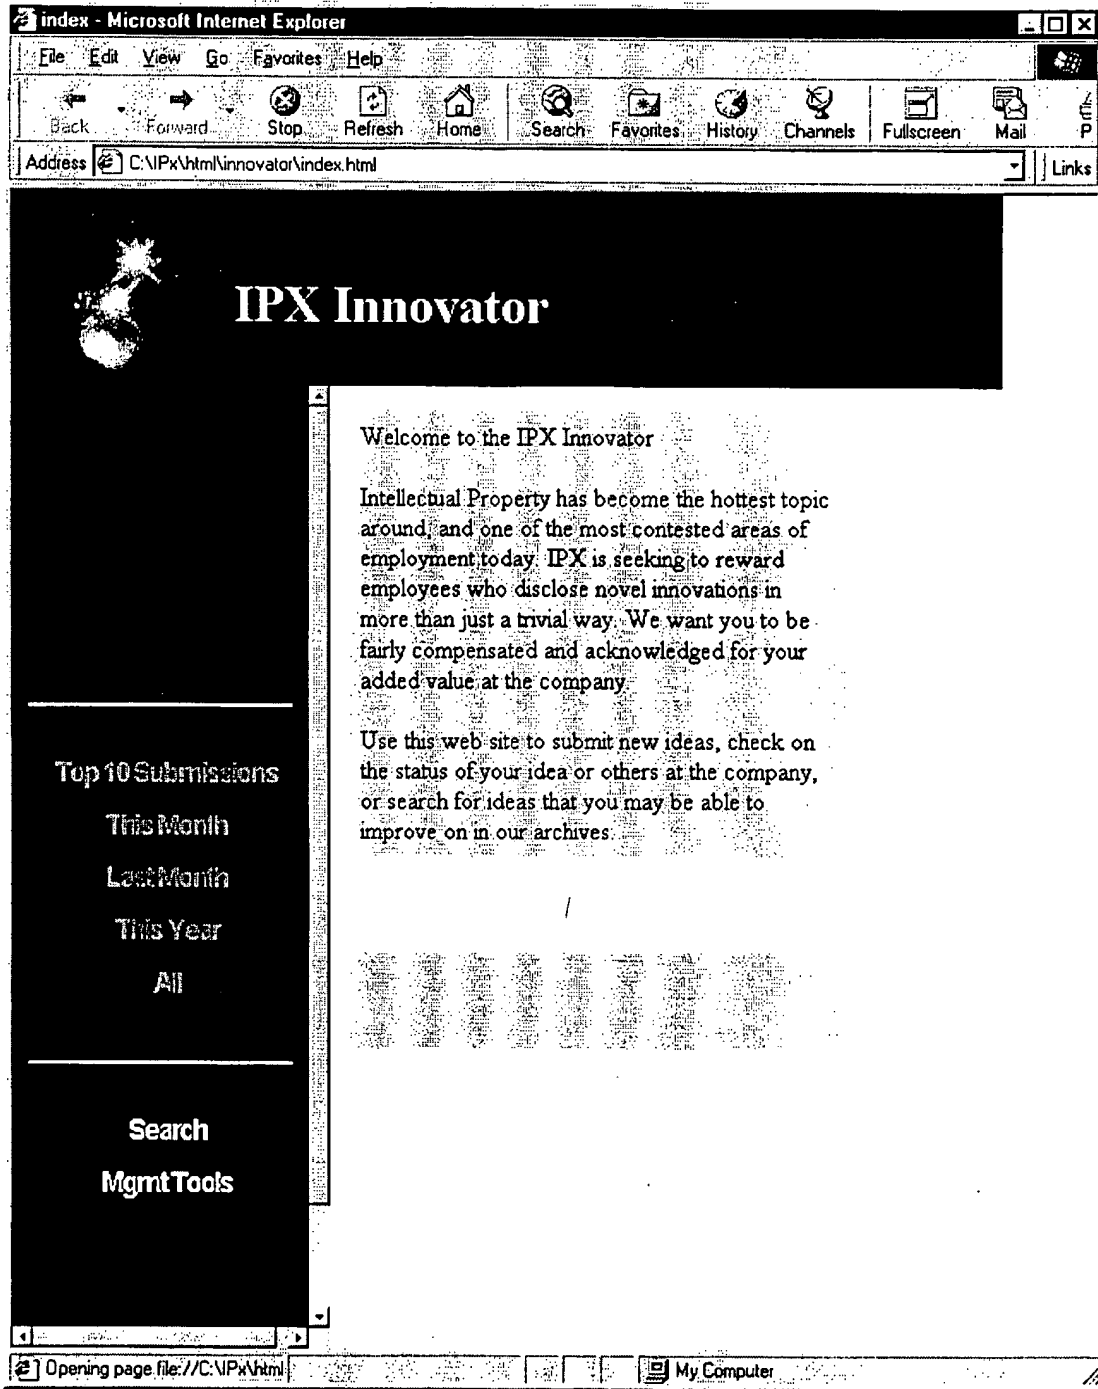 index - Microsoft Internet Explorer
File Edit View Go Favorites Help
Back Forward Stop Refresh Home Search Favorites History Channels Fullscreen Mail P
Address C:\IPx\html\innovator\index.html Links
IPX Innovator
Welcome to the IPX Innovator
Intellectual Property has become the hottest topic
around, and one of the most contested areas of
employment today. IPX is seeking to reward
employees who disclose novel innovations in
more than just a trivial way. We want you to be
fairly compensated and acknowledged for your
added value at the company.
Use this web site to submit new ideas, check on
the status of your idea or others at the company,
or search for ideas that you may be able to
improve on in our archives.
Top 10 Submissions
This Month
Last Month
This Year
All
Search
Mgmt Tools
Opening page file://C:\IPx\html My Computer